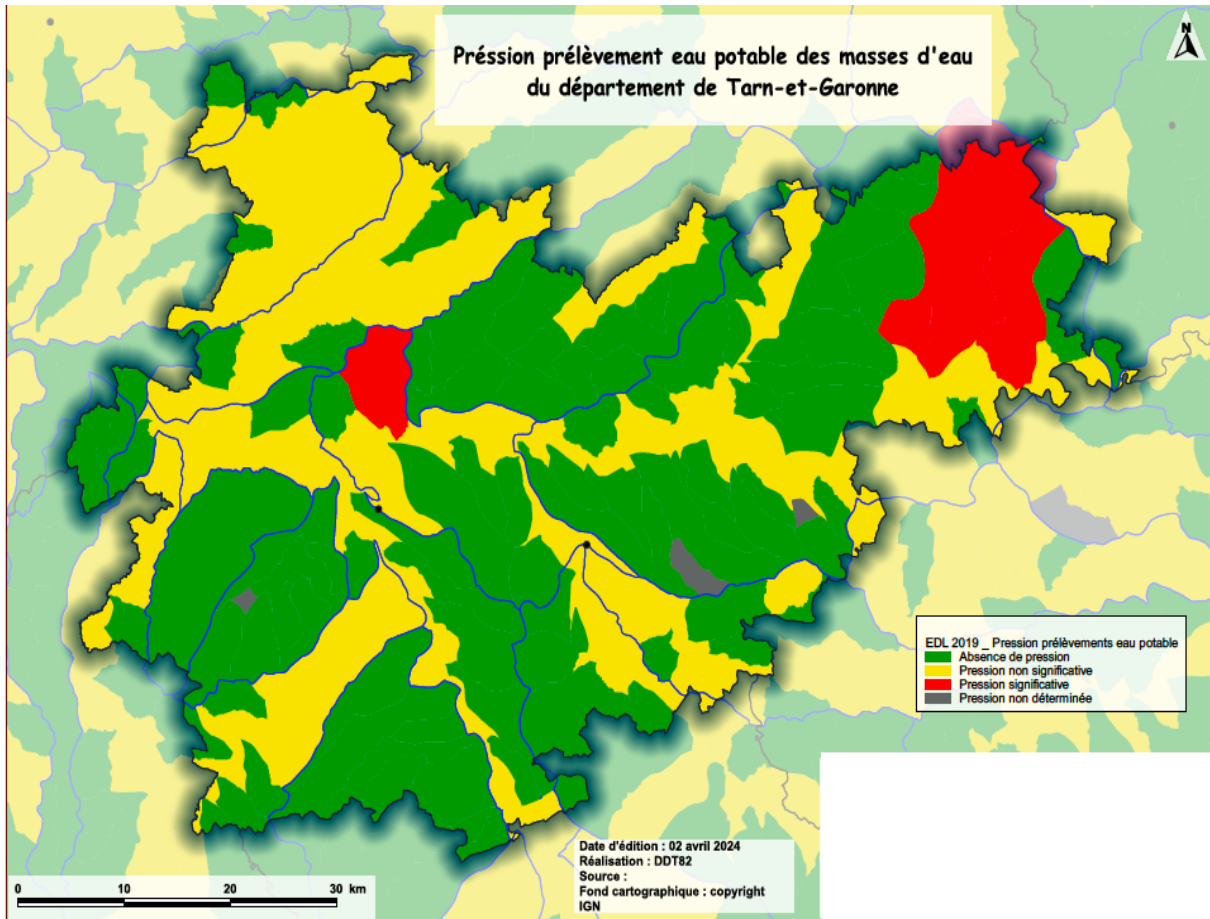 Préssion prélèvement eau potable des masses d'eau
du département de Tarn-et-Garonne
N
EDL 2019 _ Pression prélèvements eau potable
Absence de pression
Pression non significative
Pression significative
Pression non déterminée
Date d'édition : 02 avril 2024
Réalisation : DDT82
Source :
Fond cartographique : copyright
IGN
0 10 20 30 km